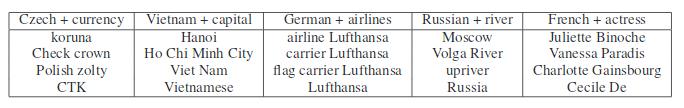 Czech + currency Vietnam + capital German + airlines Russian + river French + actress
koruna Hanoi airline Lufthansa Moscow Juliette Binoche
Check crown Ho Chi Minh City carrier Lufthansa Volga River Vanessa Paradis
Polish zolty Viet Nam flag carrier Lufthansa upriver Charlotte Gainsbourg
CTK Vietnamese Lufthansa Russia Cecile De